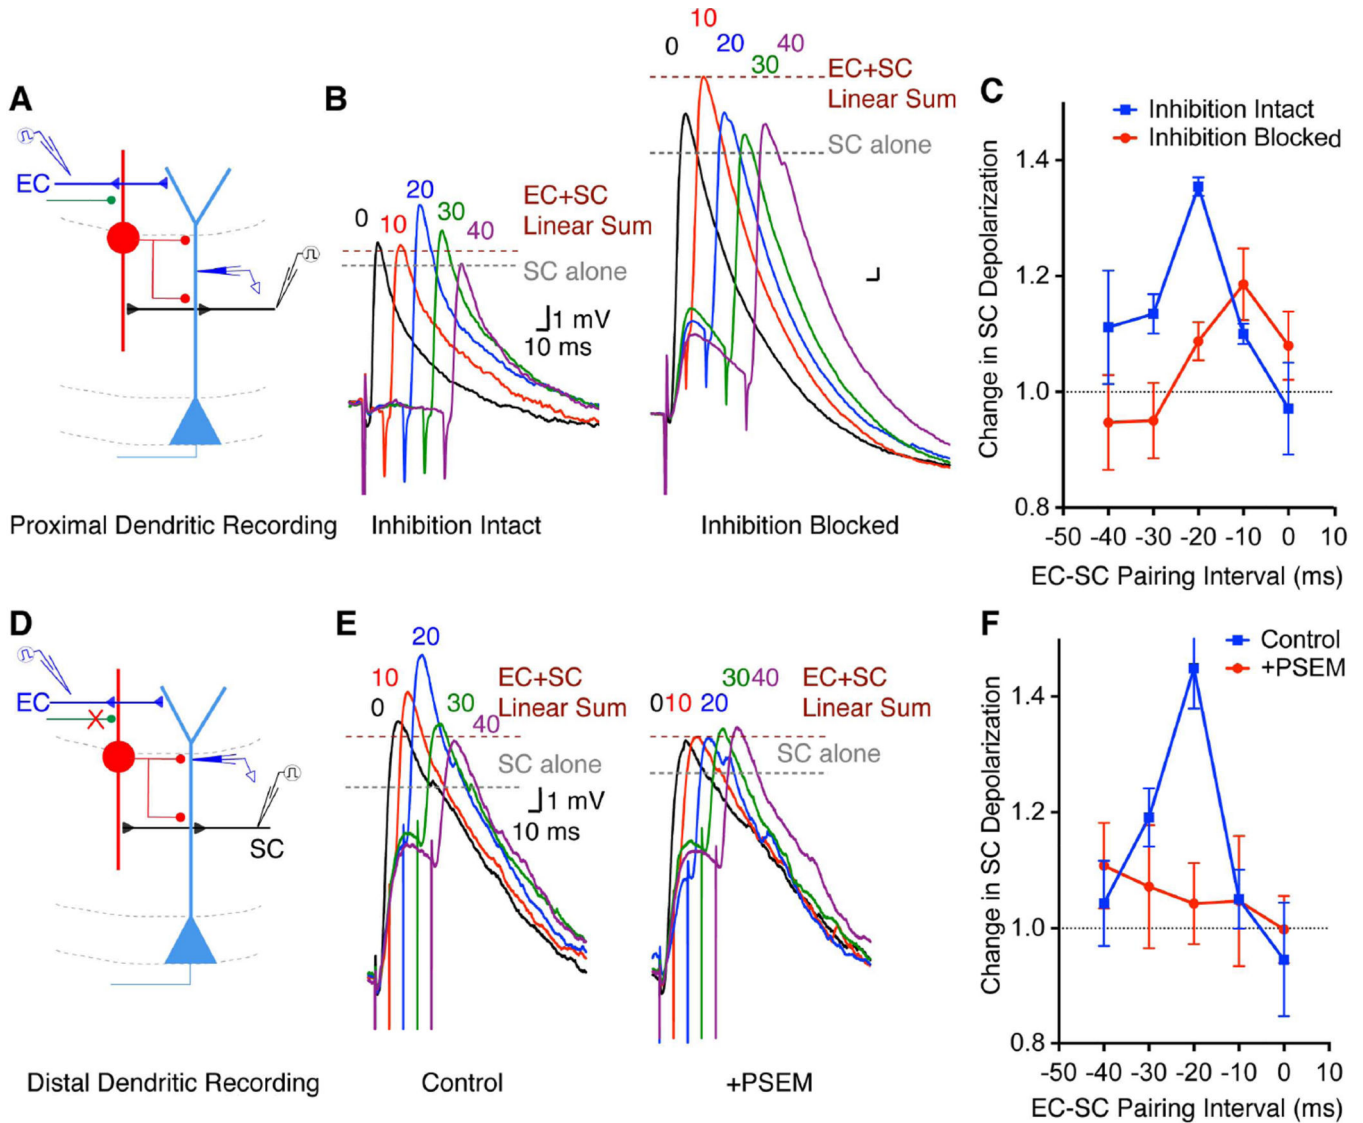 A
EC
Proximal Dendritic Recording
B
0
10
20
30
40
EC+SC
Linear Sum
SC alone
1 mV
10 ms
Inhibition Intact
0
10
20
30
40
EC+SC
Linear Sum
SC alone
Inhibition Blocked
C
Inhibition Intact
Inhibition Blocked
Change in SC Depolarization
1.4
1.2
1.0
0.8
-50 -40 -30 -20 -10 0 10
EC-SC Pairing Interval (ms)
D
EC
SC
Distal Dendritic Recording
E
0
10
20
30
40
EC+SC
Linear Sum
SC alone
1 mV
10 ms
Control
0 10 20 30 40
EC+SC
Linear Sum
SC alone
+PSEM
F
Control
+PSEM
Change in SC Depolarization
1.4
1.2
1.0
0.8
-50 -40 -30 -20 -10 0 10
EC-SC Pairing Interval (ms)